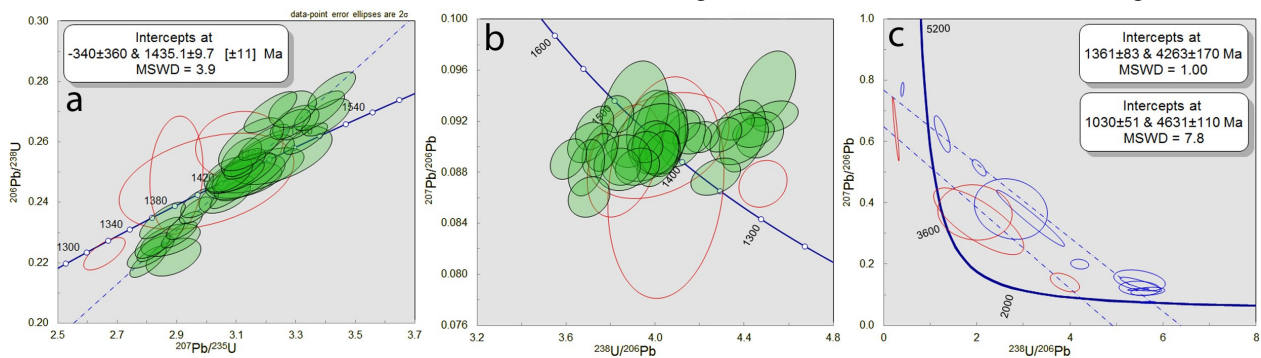 data-point error ellipses are 2σ
a
Intercepts at
-340±360 & 1435.1±9.7 [±11] Ma
MSWD = 3.9
0.30
0.28
0.26
0.24
0.22
0.20
2.5
2.7
2.9
3.1
3.3
3.5
3.7
1300
1340
1380
1420
1540
206Pb/238U
207Pb/235U
b
0.100
0.096
0.092
0.088
0.084
0.080
0.076
3.2
3.6
4.0
4.4
4.8
1600
1500
1400
1300
207Pb/206Pb
238U/206Pb
c
5200
Intercepts at
1361±83 & 4263±170 Ma
MSWD = 1.00
Intercepts at
1030±51 & 4631±110 Ma
MSWD = 7.8
1.0
0.8
0.6
0.4
0.2
0.0
0
2
4
6
8
3600
2000
207Pb/206Pb
238U/206Pb